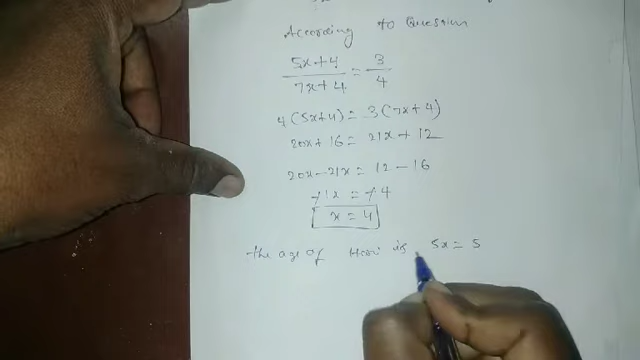 According to Question
5x+4 / 7x+4 = 3/4
4(5x+4) = 3(7x+4)
20x+16 = 21x+12
20x-21x = 12-16
-1x = -4
x = 4
the age of Hari is 5x = 5